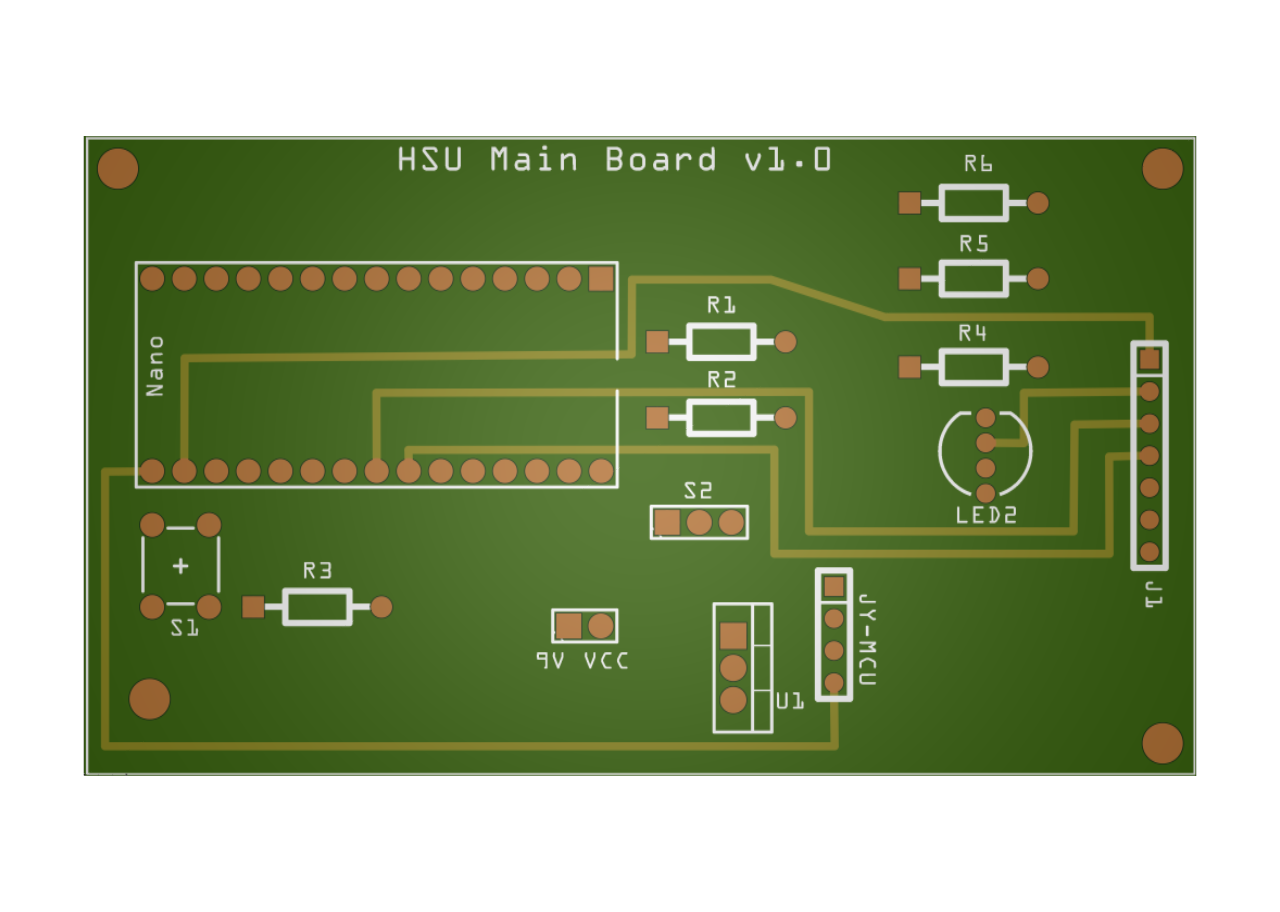 HSU Main Board v1.0
R6
R5
R1
R4
Nano
R2
S2
LED2
R3
J1
S1
JY-MCU
9V VCC
U1